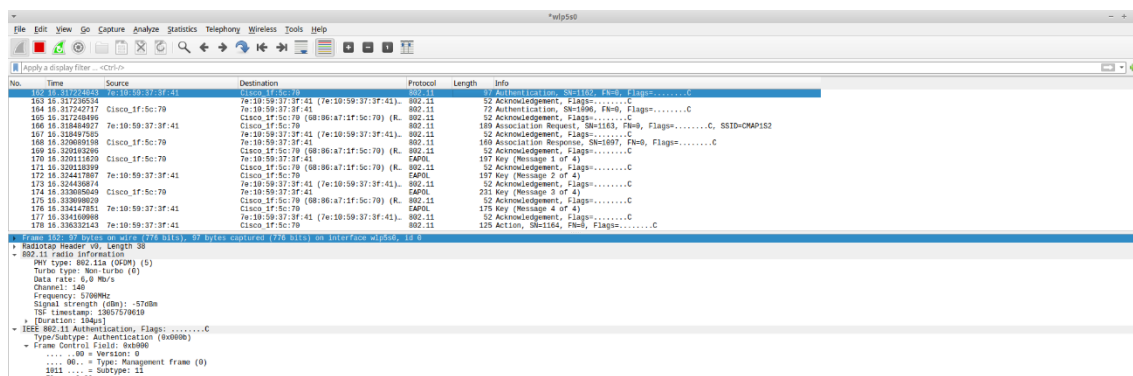 *wlp5s0
File Edit View Go Capture Analyze Statistics Telephony Wireless Tools Help
Apply a display filter ... <Ctrl-/>
No. Time Source Destination Protocol Length Info
162 16.317224043 7e:10:59:37:3f:41 Cisco_1f:5c:70 802.11 97 Authentication, SN=1162, FN=0, Flags=........C
163 16.317236534 7e:10:59:37:3f:41 (7e:10:59:37:3f:41)… 802.11 52 Acknowledgement, Flags=........C
164 16.317242717 Cisco_1f:5c:70 7e:10:59:37:3f:41 802.11 72 Authentication, SN=1096, FN=0, Flags=........C
165 16.317248496 Cisco_1f:5c:70 (68:86:a7:1f:5c:70) (R… 802.11 52 Acknowledgement, Flags=........C
166 16.318484927 7e:10:59:37:3f:41 Cisco_1f:5c:70 802.11 189 Association Request, SN=1163, FN=0, Flags=........C, SSID=CMAP1S2
167 16.318497585 7e:10:59:37:3f:41 (7e:10:59:37:3f:41)… 802.11 52 Acknowledgement, Flags=........C
168 16.320089198 Cisco_1f:5c:70 7e:10:59:37:3f:41 802.11 160 Association Response, SN=1097, FN=0, Flags=........C
169 16.320103206 Cisco_1f:5c:70 (68:86:a7:1f:5c:70) (R… 802.11 52 Acknowledgement, Flags=........C
170 16.320111620 Cisco_1f:5c:70 7e:10:59:37:3f:41 EAPOL 197 Key (Message 1 of 4)
171 16.320118399 Cisco_1f:5c:70 (68:86:a7:1f:5c:70) (R… 802.11 52 Acknowledgement, Flags=........C
172 16.324417807 7e:10:59:37:3f:41 Cisco_1f:5c:70 EAPOL 197 Key (Message 2 of 4)
173 16.324436874 7e:10:59:37:3f:41 (7e:10:59:37:3f:41)… 802.11 52 Acknowledgement, Flags=........C
174 16.333085049 Cisco_1f:5c:70 7e:10:59:37:3f:41 EAPOL 231 Key (Message 3 of 4)
175 16.333098029 Cisco_1f:5c:70 (68:86:a7:1f:5c:70) (R… 802.11 52 Acknowledgement, Flags=........C
176 16.334147851 7e:10:59:37:3f:41 Cisco_1f:5c:70 EAPOL 175 Key (Message 4 of 4)
177 16.334160908 7e:10:59:37:3f:41 (7e:10:59:37:3f:41)… 802.11 52 Acknowledgement, Flags=........C
178 16.336332143 7e:10:59:37:3f:41 Cisco_1f:5c:70 802.11 125 Action, SN=1164, FN=0, Flags=........C
Frame 162: 97 bytes on wire (776 bits), 97 bytes captured (776 bits) on interface wlp5s0, id 0
Radiotap Header v0, Length 38
802.11 radio information
PHY type: 802.11a (OFDM) (5)
Turbo type: Non-turbo (0)
Data rate: 6,0 Mb/s
Channel: 140
Frequency: 5700MHz
Signal strength (dBm): -57dBm
TSF timestamp: 13057570619
[Duration: 104µs]
IEEE 802.11 Authentication, Flags: ........C
Type/Subtype: Authentication (0x000b)
Frame Control Field: 0xb000
.... ..00 = Version: 0
.... 00.. = Type: Management frame (0)
1011 .... = Subtype: 11